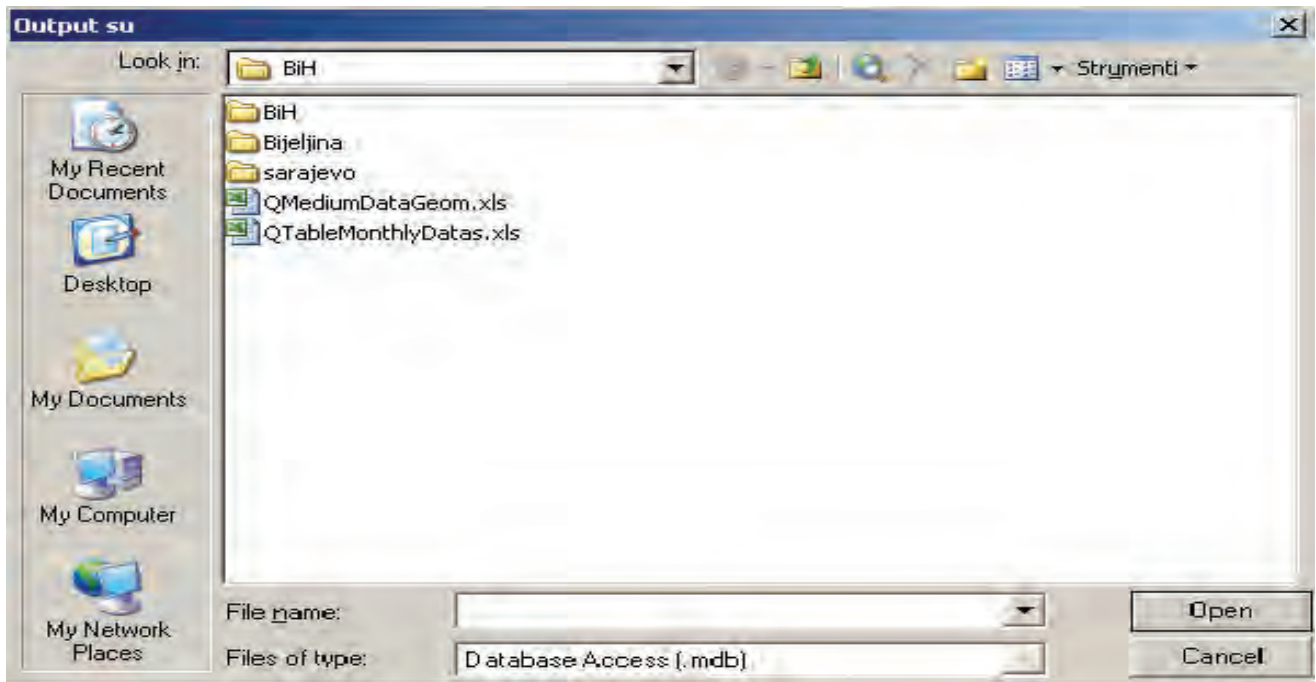 Output su
Look in:
BiH
Strumenti
My Recent
Documents
Desktop
My Documents
My Computer
My Network
Places
BiH
Bijeljina
sarajevo
QMediumDataGeom.xls
QTableMonthlyDatas.xls
File name:
Open
Files of type:
Database Access (.mdb)
Cancel